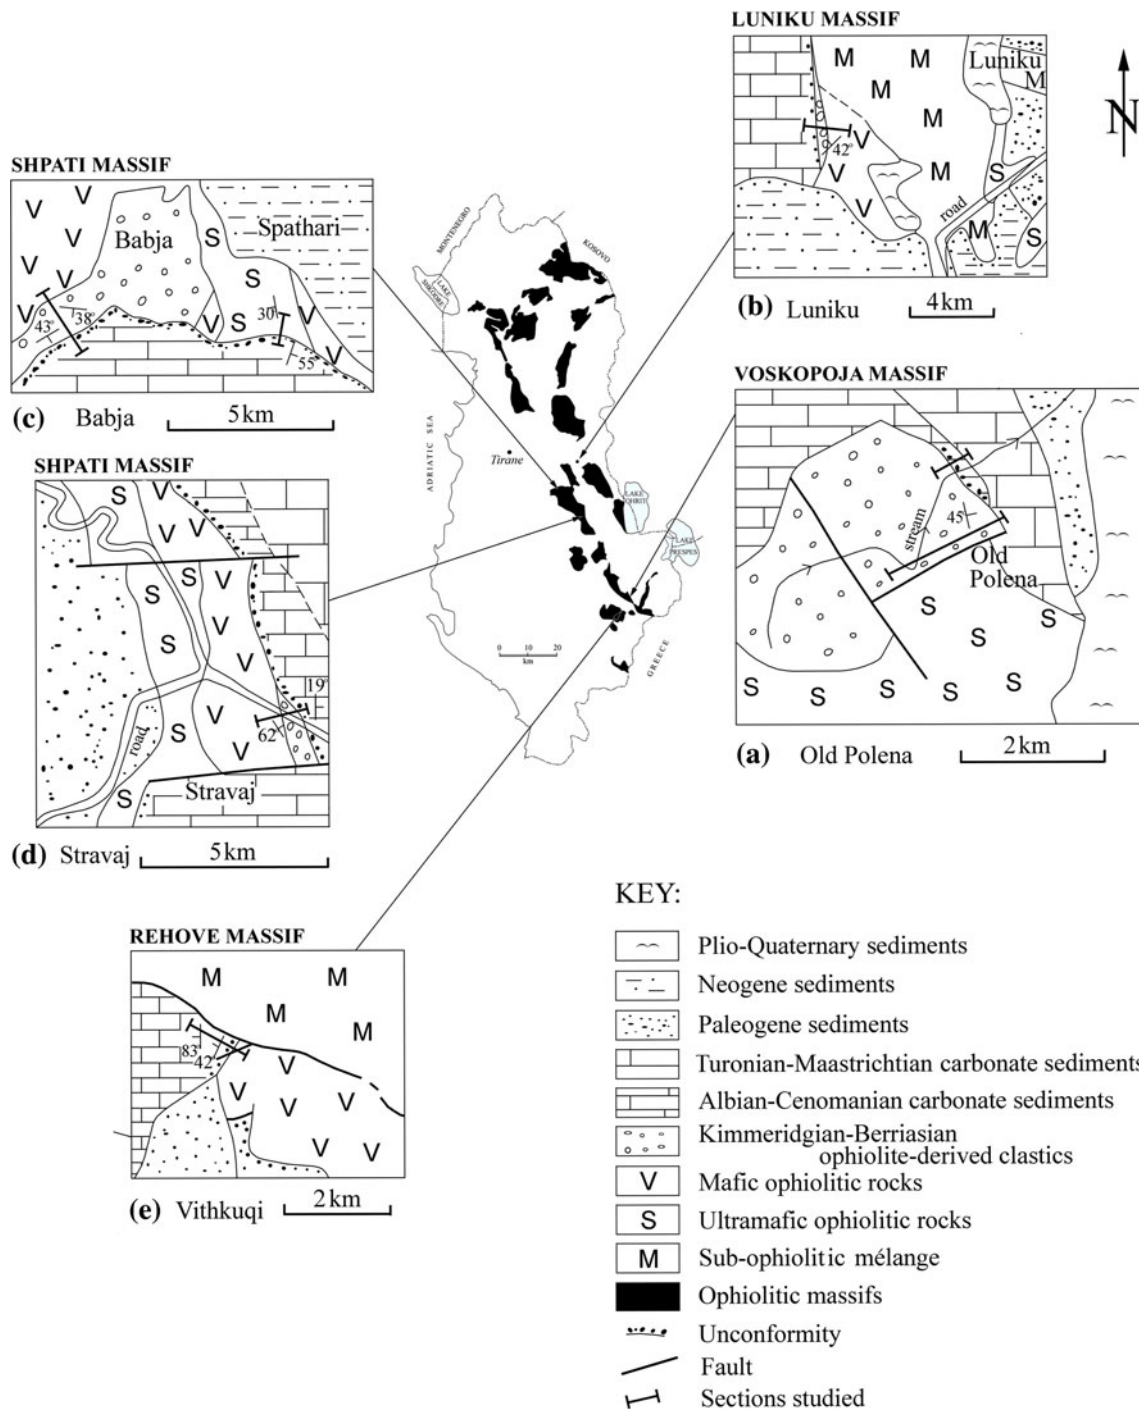 LUNIKU MASSIF
M
M
Luniku
M
M
M
V
42°
V
M
S
V
road
M
S
(b) Luniku
4km
N
SHPATI MASSIF
V
V
V
Babja
S
Spathari
V
43°
38°
V
S
30°
V
55°
V
(c) Babja
5km
MONTENEGRO
KOSOVO
LAKE
SHKODRE
ADRIATIC SEA
Tirane
LAKE
OHRIT
LAKE
PRESPES
GREECE
0 10 20
km
VOSKOPOJA MASSIF
stream
45°
Old
Polena
S
S
S
S
S
S
S
S
S
(a) Old Polena
2km
SHPATI MASSIF
S
V
V
S
V
S
S
V
V
19°
V
62°
S
V
road
S
Stravaj
(d) Stravaj
5km
REHOVE MASSIF
M
M
M
M
83°
42°
V
V
V
V
V
V
(e) Vithkuqi
2km
KEY:
Plio-Quaternary sediments
Neogene sediments
Paleogene sediments
Turonian-Maastrichtian carbonate sediments
Albian-Cenomanian carbonate sediments
Kimmeridgian-Berriasian
ophiolite-derived clastics
V Mafic ophiolitic rocks
S Ultramafic ophiolitic rocks
M Sub-ophiolitic mélange
Ophiolitic massifs
Unconformity
Fault
Sections studied